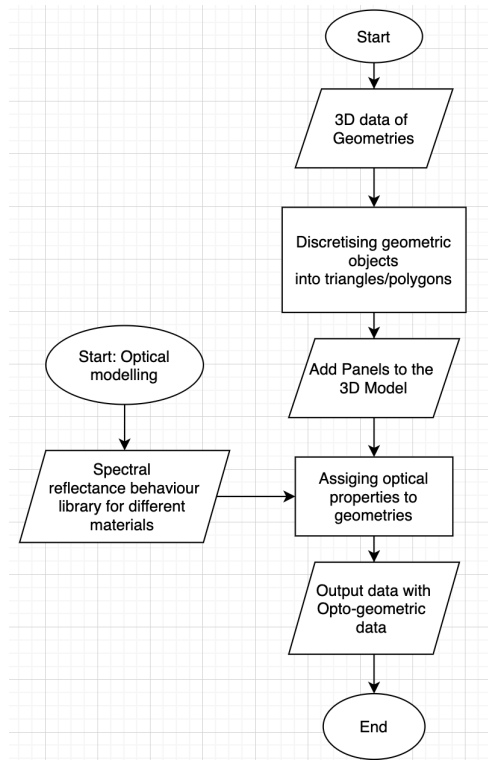 Start
3D data of
Geometries
Discretising geometric
objects
into triangles/polygons
Start: Optical
modelling
Add Panels to the
3D Model
Spectral
reflectance behaviour
library for different
materials
Assiging optical
properties to
geometries
Output data with
Opto-geometric
data
End